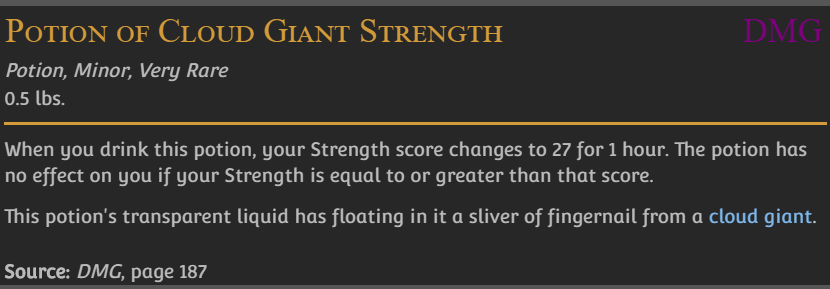 Potion of Cloud Giant Strength DMG
Potion, Minor, Very Rare
0.5 lbs.
When you drink this potion, your Strength score changes to 27 for 1 hour. The potion has
no effect on you if your Strength is equal to or greater than that score.
This potion's transparent liquid has floating in it a sliver of fingernail from a cloud giant.
Source: DMG, page 187